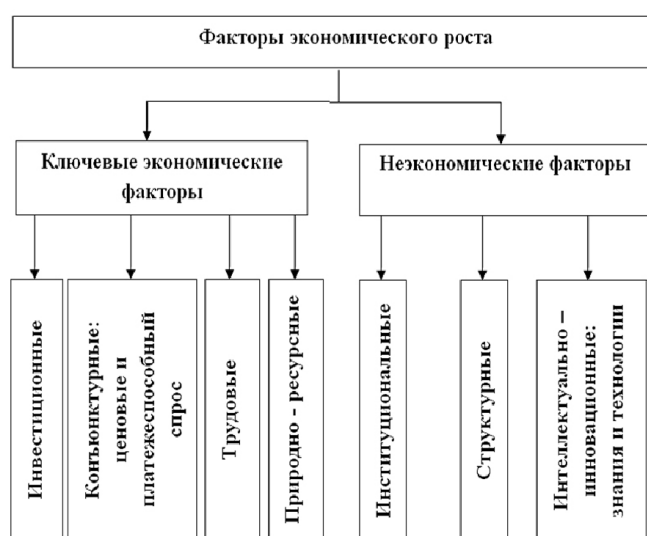 Факторы экономического роста
Ключевые экономические
факторы
Неэкономические факторы
Инвестиционные
Конъюнктурные:
ценовые и
платежеспособный
спрос
Трудовые
Природно - ресурсные
Институциональные
Структурные
Интеллектуально –
инновационные:
знания и технологии